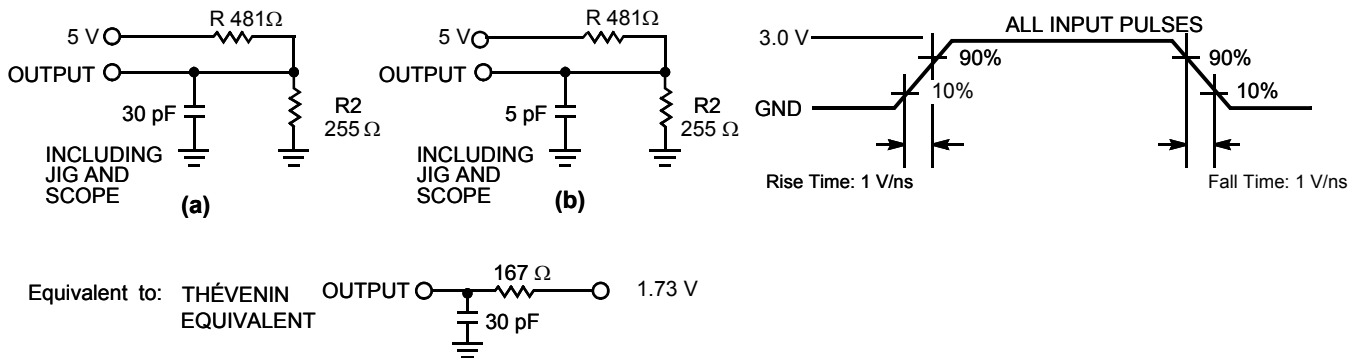 R 481Ω
5 V
OUTPUT
30 pF
R2
255 Ω
INCLUDING
JIG AND
SCOPE
(a)
R 481Ω
5 V
OUTPUT
5 pF
R2
255 Ω
INCLUDING
JIG AND
SCOPE
(b)
ALL INPUT PULSES
3.0 V
90%
10%
GND
90%
10%
Rise Time: 1 V/ns
Fall Time: 1 V/ns
Equivalent to: THÉVENIN
EQUIVALENT
OUTPUT
167 Ω
1.73 V
30 pF